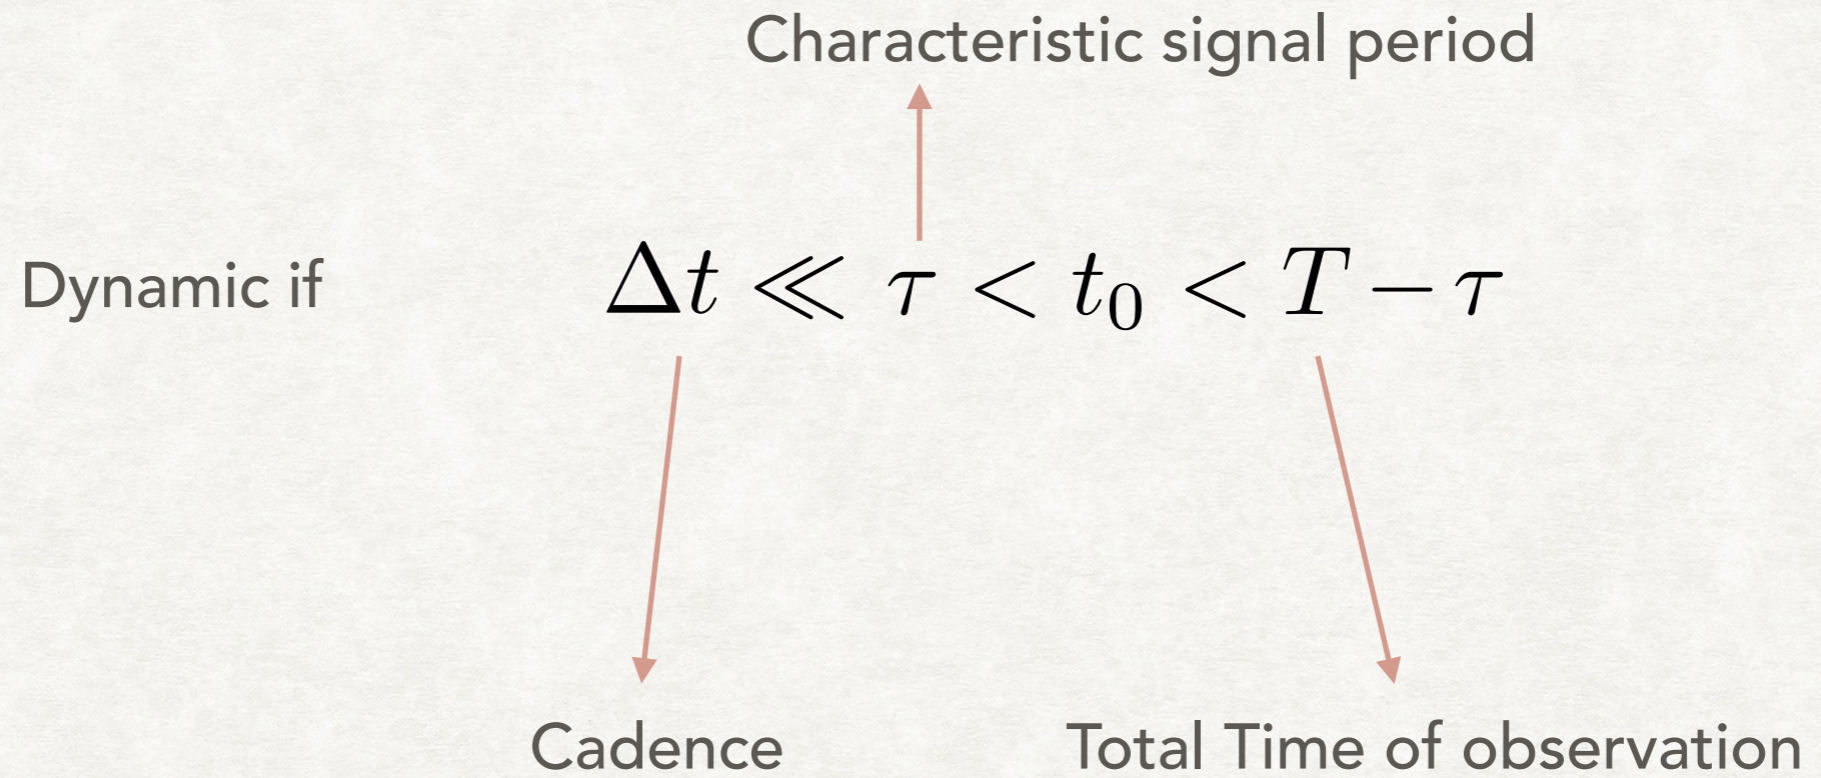 Characteristic signal period
Dynamic if Δt ≪ τ < t₀ < T − τ
Cadence
Total Time of observation